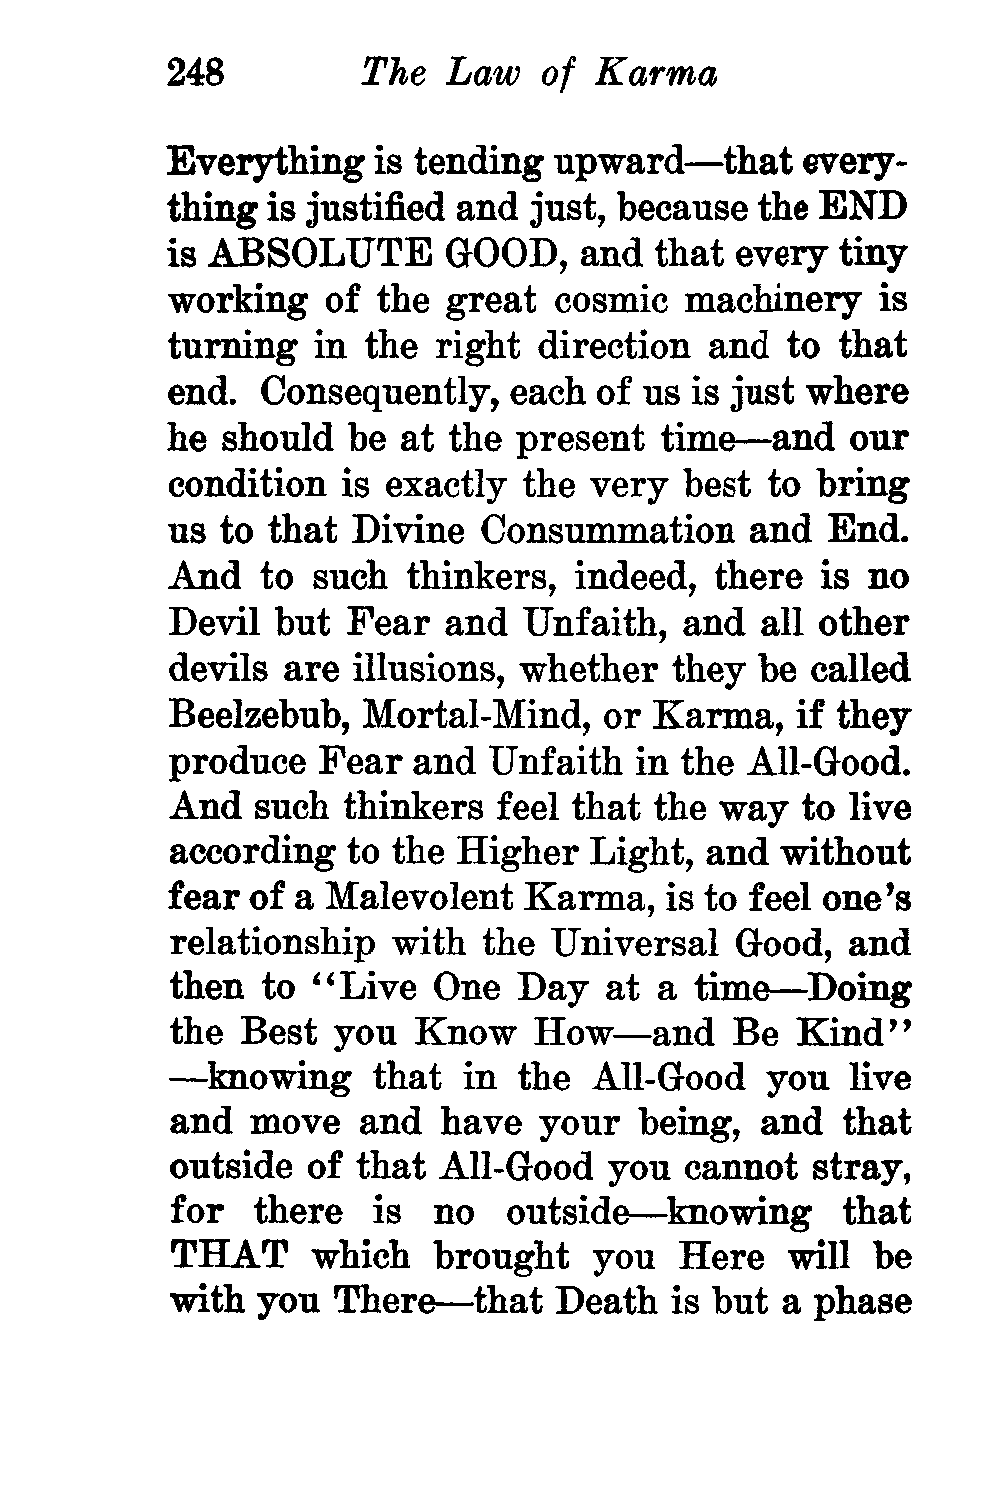 248 The Law of Karma
Everything is tending upward—that every-
thing is justified and just, because the END
is ABSOLUTE GOOD, and that every tiny
working of the great cosmic machinery is
turning in the right direction and to that
end. Consequently, each of us is just where
he should be at the present time—and our
condition is exactly the very best to bring
us to that Divine Consummation and End.
And to such thinkers, indeed, there is no
Devil but Fear and Unfaith, and all other
devils are illusions, whether they be called
Beelzebub, Mortal-Mind, or Karma, if they
produce Fear and Unfaith in the All-Good.
And such thinkers feel that the way to live
according to the Higher Light, and without
fear of a Malevolent Karma, is to feel one's
relationship with the Universal Good, and
then to "Live One Day at a time—Doing
the Best you Know How—and Be Kind"
—knowing that in the All-Good you live
and move and have your being, and that
outside of that All-Good you cannot stray,
for there is no outside—knowing that
THAT which brought you Here will be
with you There—that Death is but a phase